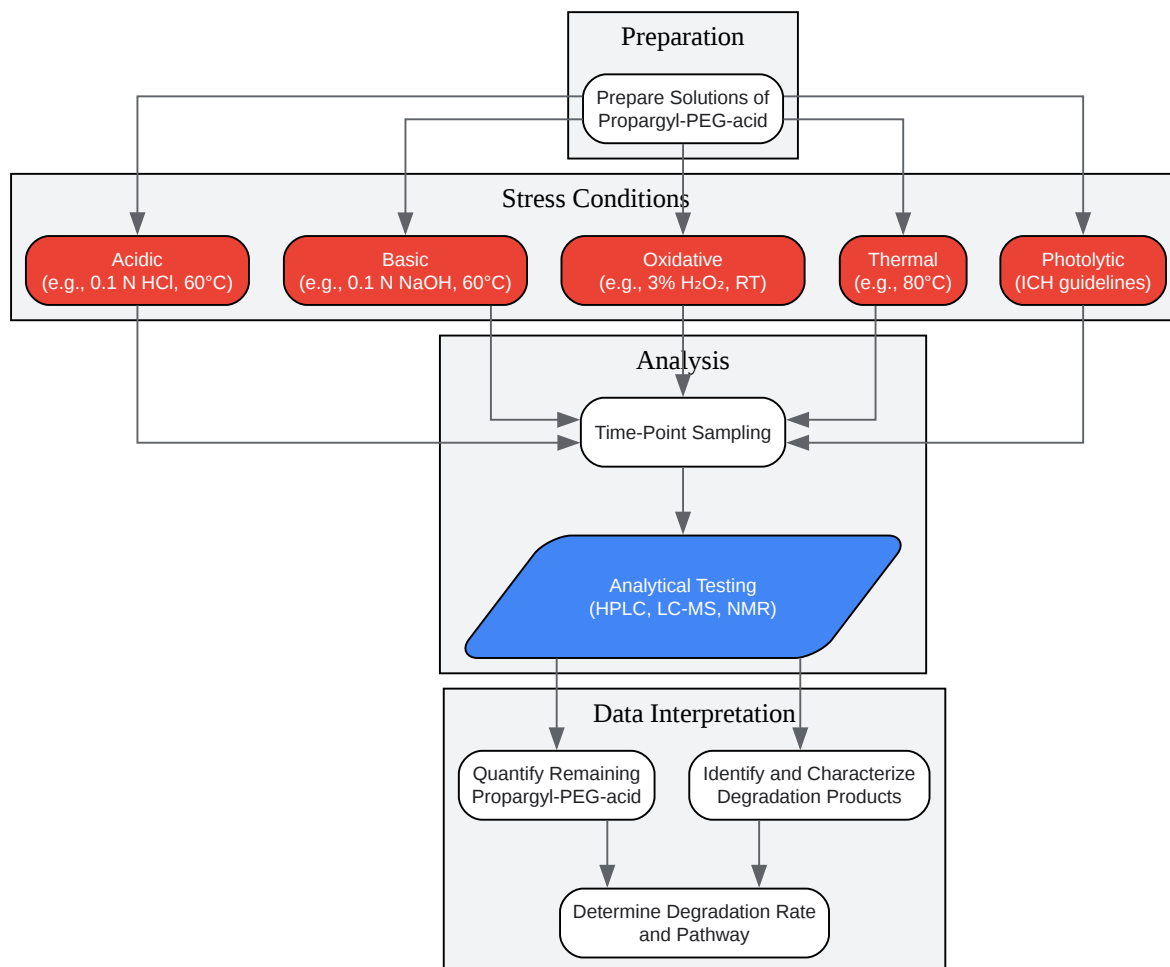 Preparation
Prepare Solutions of
Propargyl-PEG-acid
Stress Conditions
Acidic
(e.g., 0.1 N HCl, 60°C)
Basic
(e.g., 0.1 N NaOH, 60°C)
Oxidative
(e.g., 3% H₂O₂, RT)
Thermal
(e.g., 80°C)
Photolytic
(ICH guidelines)
Analysis
Time-Point Sampling
Analytical Testing
(HPLC, LC-MS, NMR)
Data Interpretation
Quantify Remaining
Propargyl-PEG-acid
Identify and Characterize
Degradation Products
Determine Degradation Rate
and Pathway